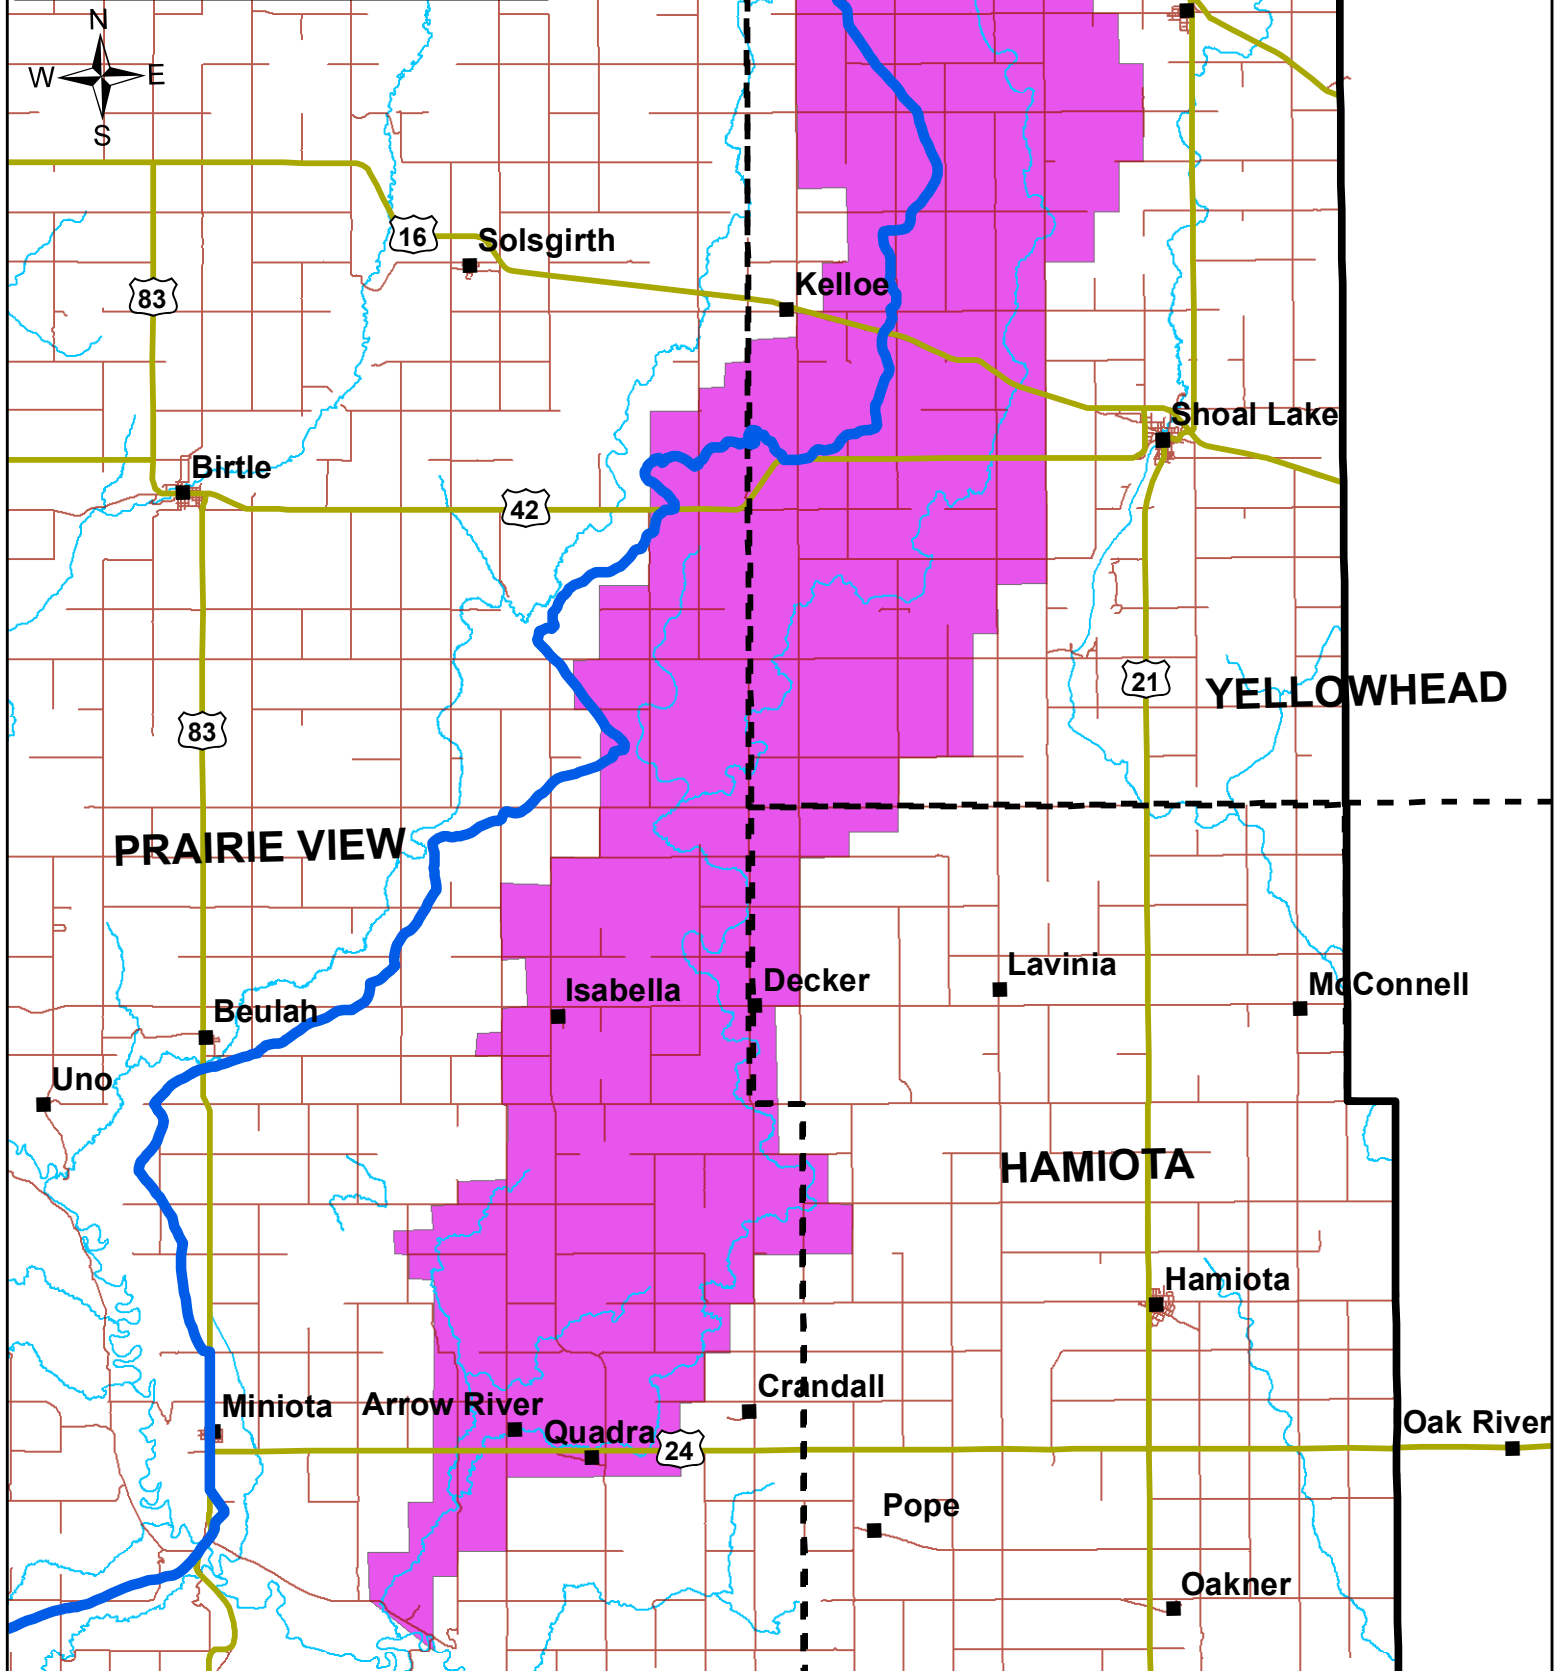 N
W E
S
16
Solsgirth
83
Kelloe
Shoal Lake
Birtle
42
21
YELLOWHEAD
83
PRAIRIE VIEW
Lavinia
Decker
McConnell
Isabella
Beulah
Uno
HAMIOTA
Hamiota
Crandall
Miniota
Arrow River
Oak River
Quadra
24
Pope
Oakner